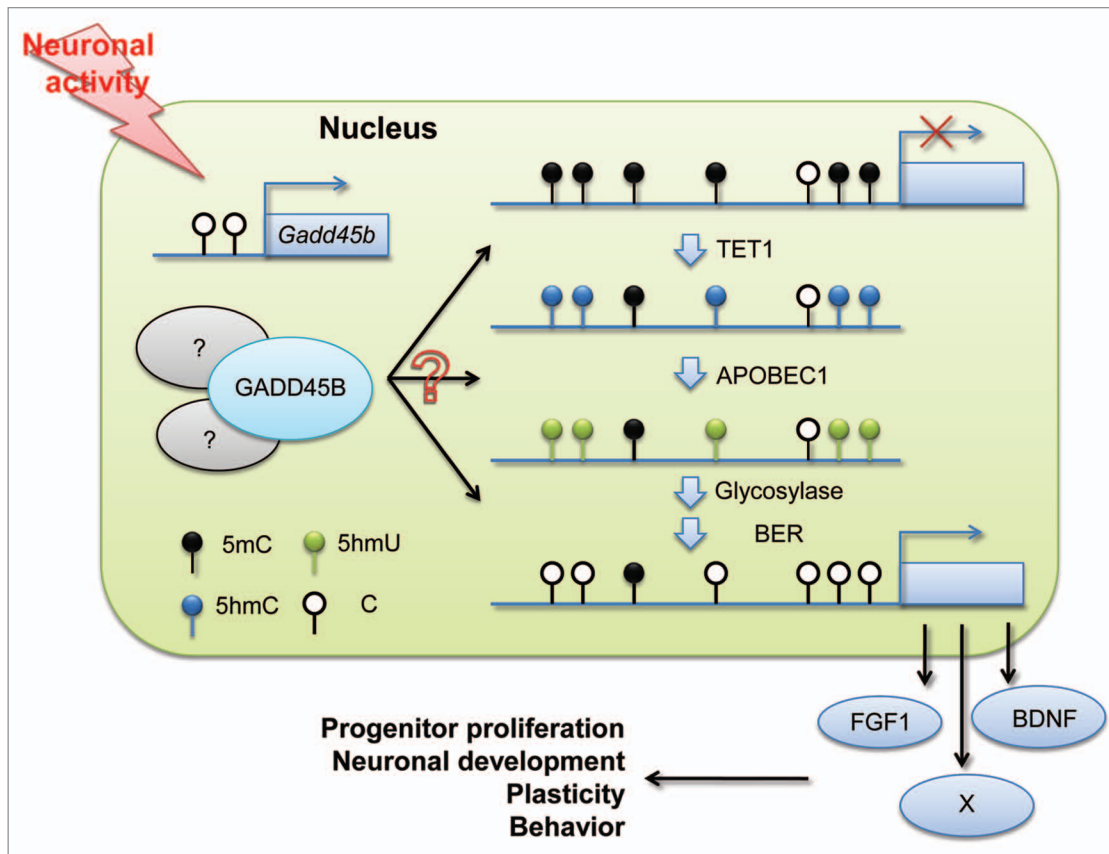 Neuronal
activity
Nucleus
Gadd45b
TET1
?
GADD45B
?
?
APOBEC1
Glycosylase
BER
5mC
5hmU
5hmC
C
FGF1
BDNF
X
Progenitor proliferation
Neuronal development
Plasticity
Behavior